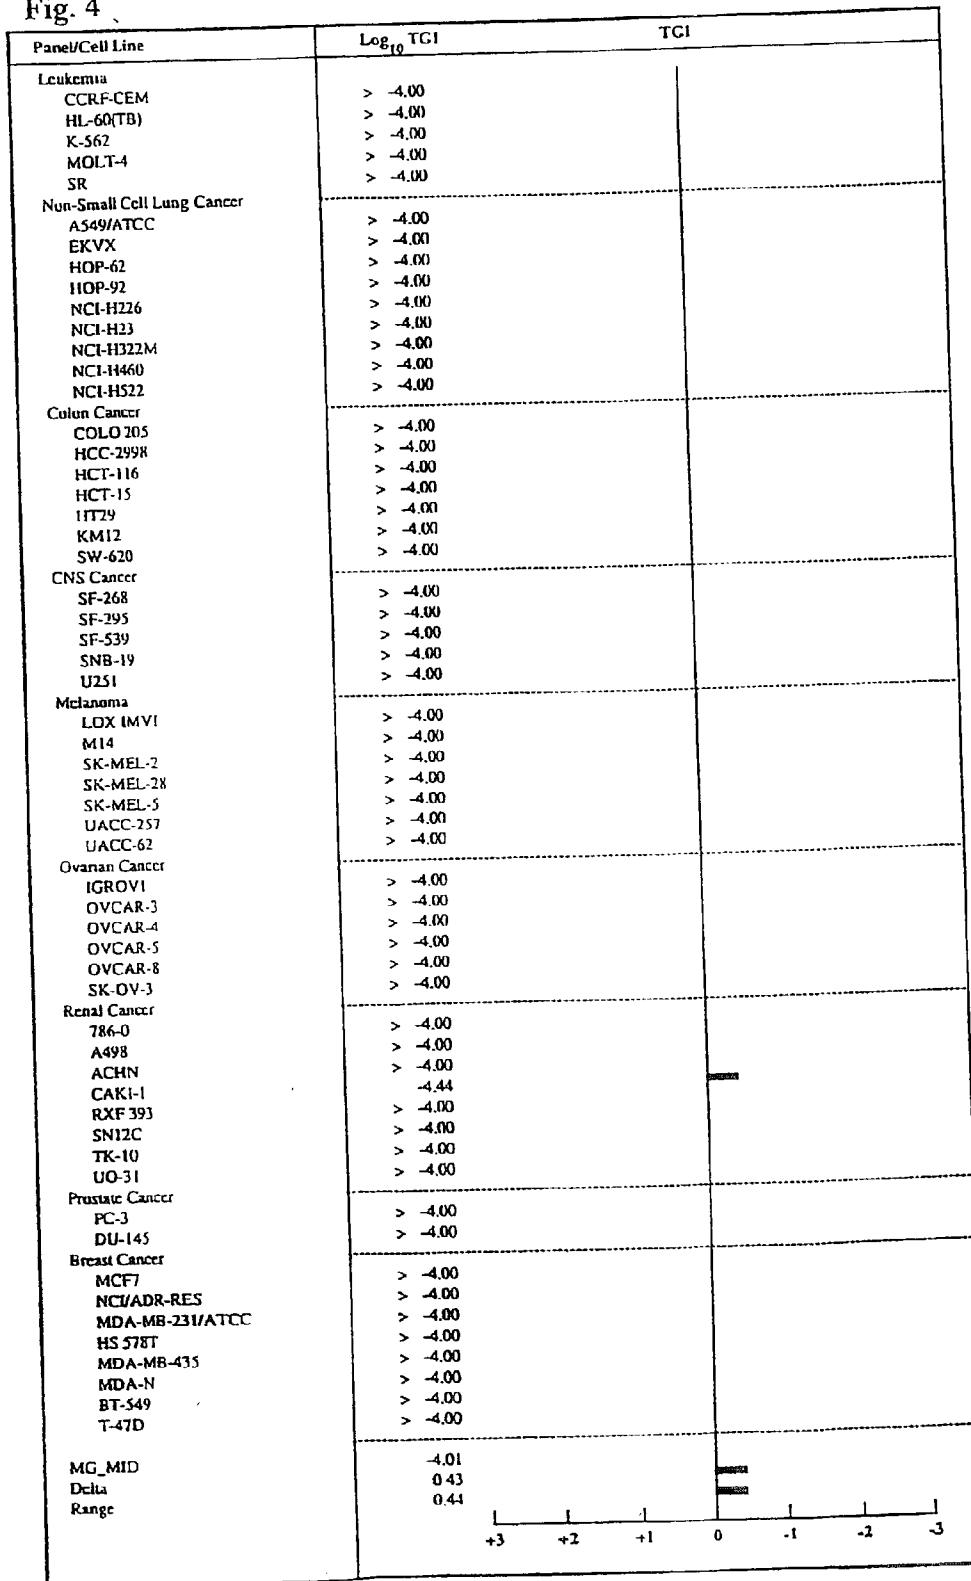 Fig. 4
Panel/Cell Line Log10 TGI TGI
Leukemia
CCRF-CEM > -4.00
HL-60(TB) > -4.00
K-562 > -4.00
MOLT-4 > -4.00
SR > -4.00
Non-Small Cell Lung Cancer
A549/ATCC > -4.00
EKVX > -4.00
HOP-62 > -4.00
HOP-92 > -4.00
NCI-H226 > -4.00
NCI-H23 > -4.00
NCI-H322M > -4.00
NCI-H460 > -4.00
NCI-H522 > -4.00
Colon Cancer
COLO 205 > -4.00
HCC-2998 > -4.00
HCT-116 > -4.00
HCT-15 > -4.00
HT29 > -4.00
KM12 > -4.00
SW-620 > -4.00
CNS Cancer
SF-268 > -4.00
SF-295 > -4.00
SF-539 > -4.00
SNB-19 > -4.00
U251 > -4.00
Melanoma
LOX IMVI > -4.00
M14 > -4.00
SK-MEL-2 > -4.00
SK-MEL-28 > -4.00
SK-MEL-5 > -4.00
UACC-257 > -4.00
UACC-62 > -4.00
Ovarian Cancer
IGROV1 > -4.00
OVCAR-3 > -4.00
OVCAR-4 > -4.00
OVCAR-5 > -4.00
OVCAR-8 > -4.00
SK-OV-3 > -4.00
Renal Cancer
786-0 > -4.00
A498 > -4.00
ACHN > -4.00
CAKI-1 -4.44
RXF 393 > -4.00
SN12C > -4.00
TK-10 > -4.00
UO-31 > -4.00
Prostate Cancer
PC-3 > -4.00
DU-145 > -4.00
Breast Cancer
MCF7 > -4.00
NCI/ADR-RES > -4.00
MDA-MB-231/ATCC > -4.00
HS 578T > -4.00
MDA-MB-435 > -4.00
MDA-N > -4.00
BT-549 > -4.00
T-47D > -4.00
MG_MID -4.01
Delta 0.43
Range 0.44
+3 +2 +1 0 -1 -2 -3